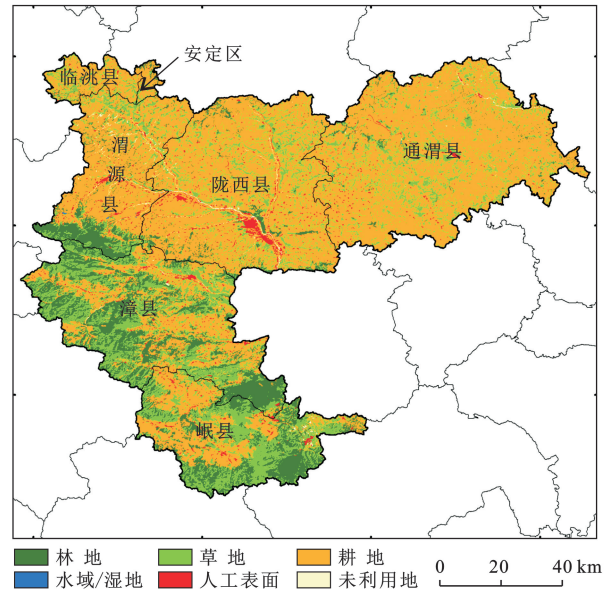 安定区
临洮县
渭源县
陇西县
通渭县
漳县
岷县
林地 草地 耕地
水域/湿地 人工表面 未利用地
0 20 40 km